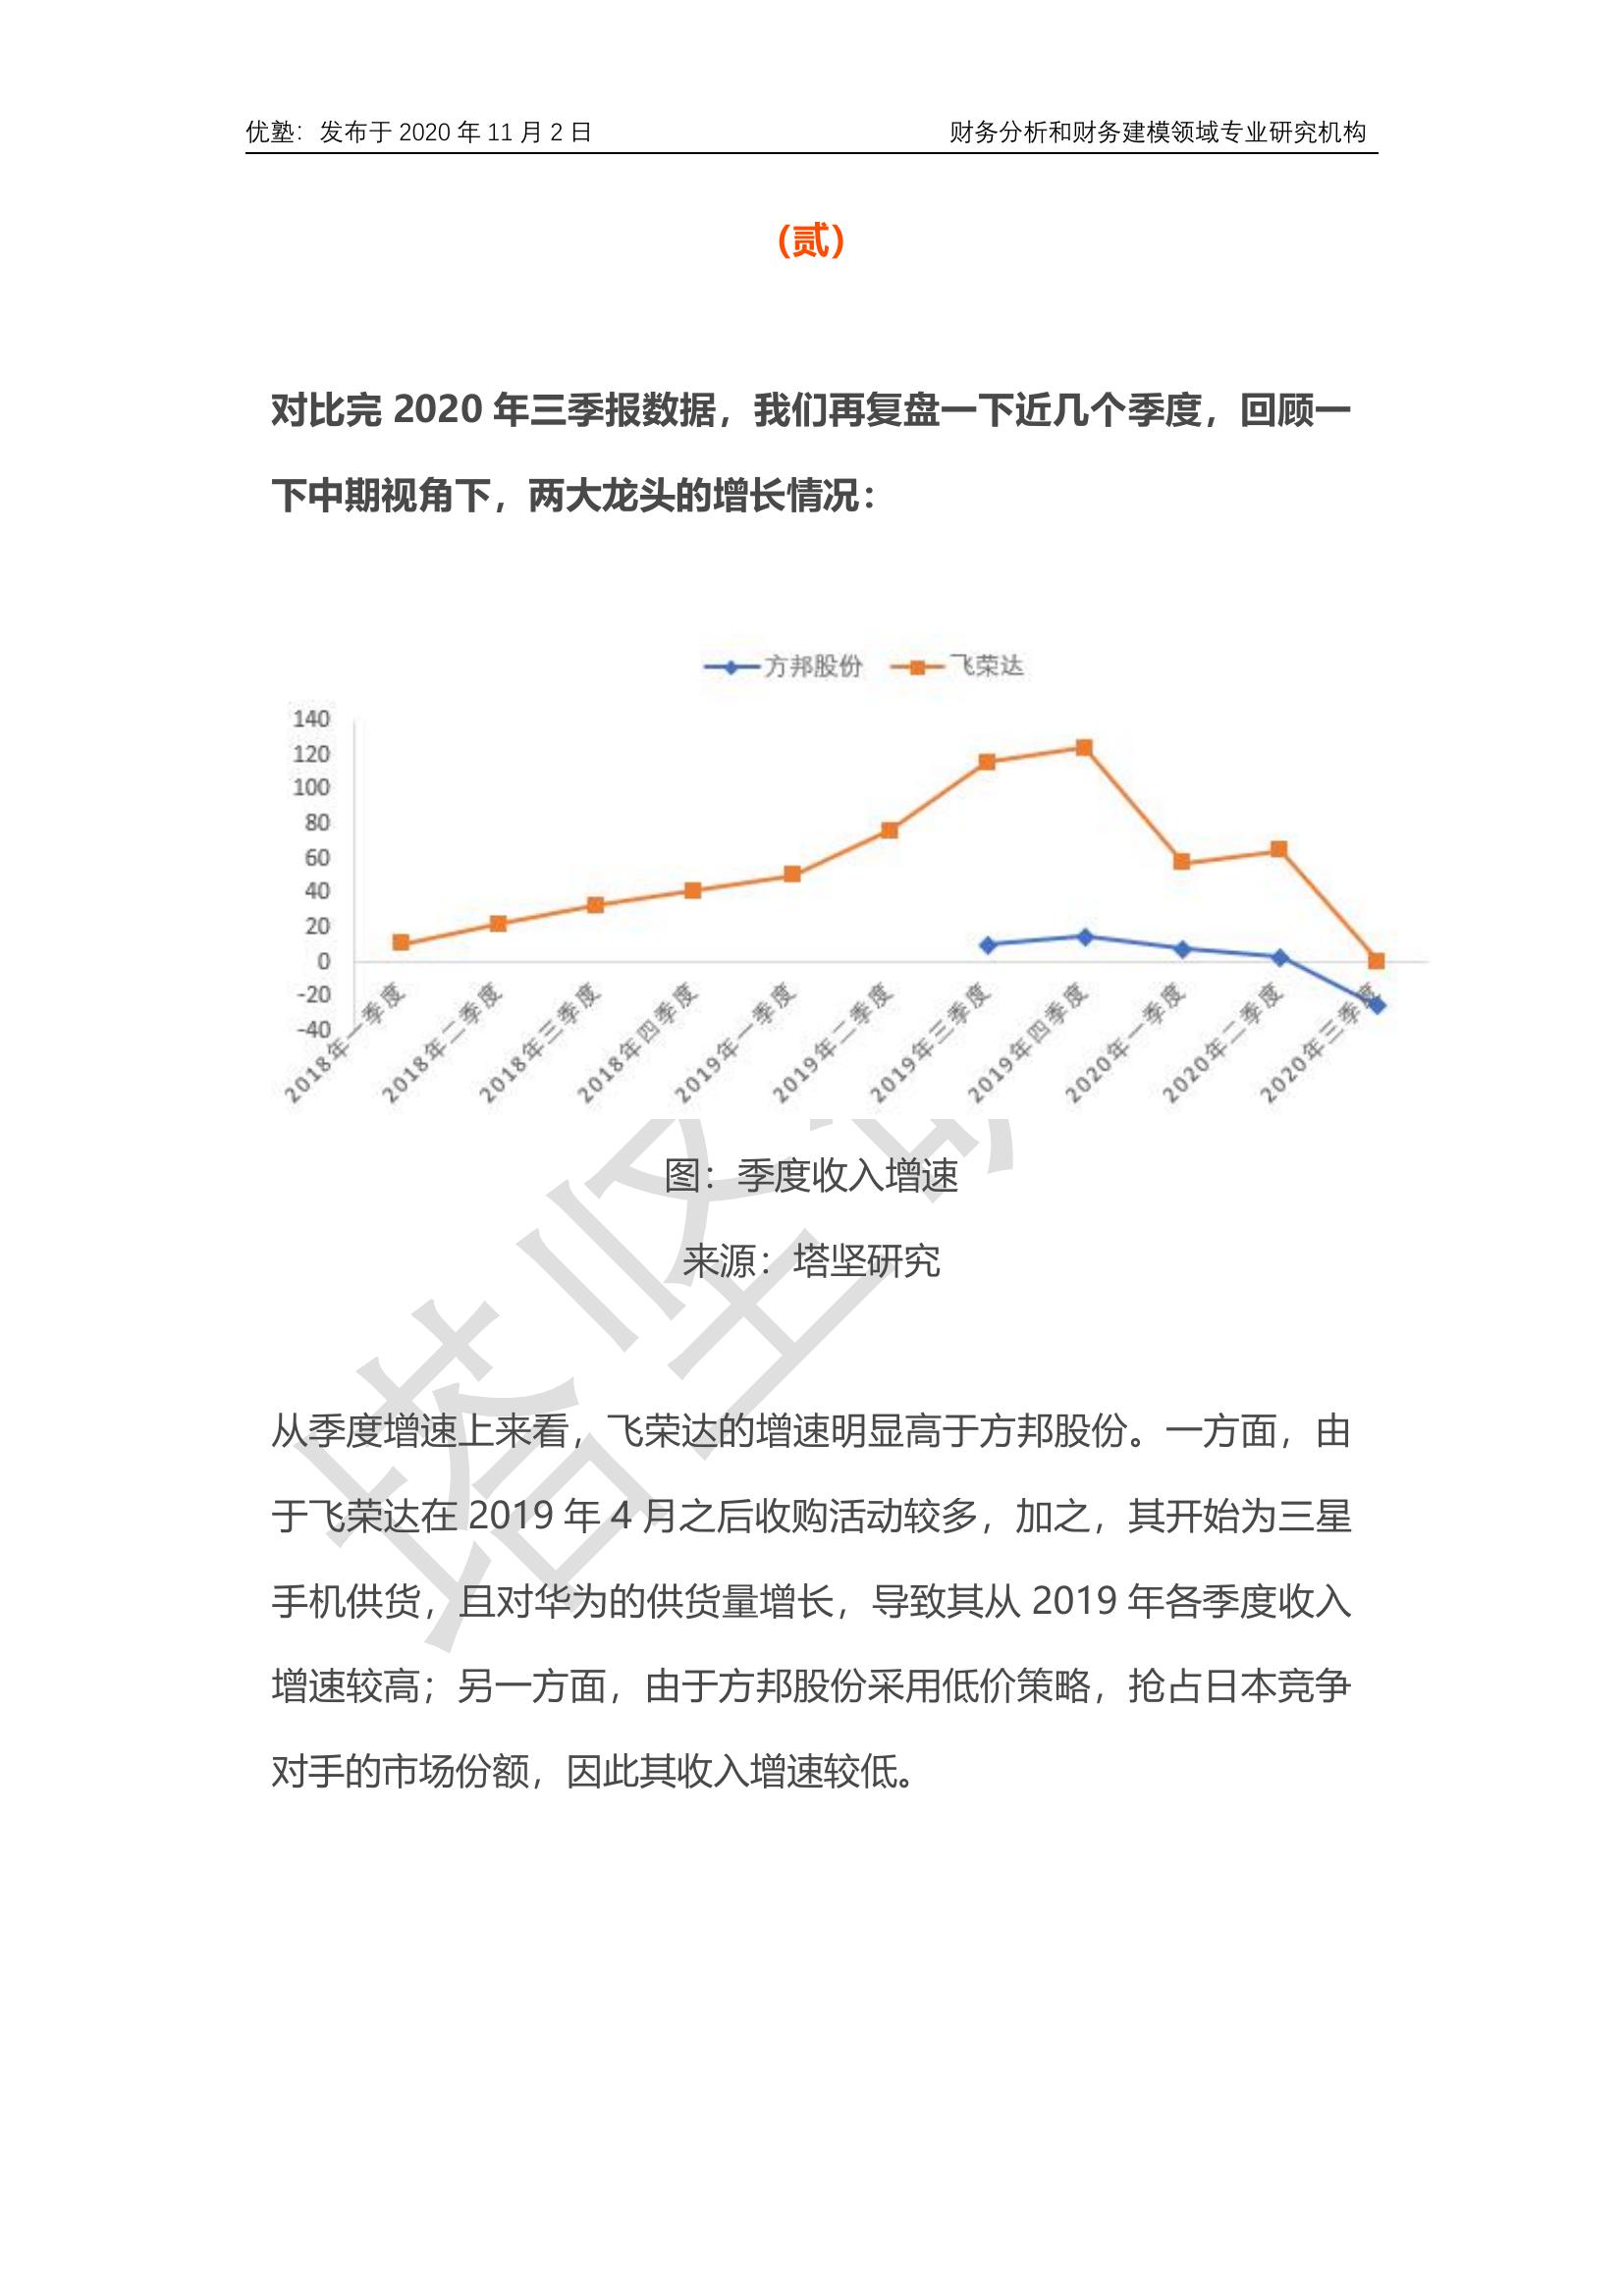 优塾：发布于 2020 年 11 月 2 日
财务分析和财务建模领域专业研究机构
(贰)
对比完 2020 年三季报数据，我们再复盘一下近几个季度，回顾一
下中期视角下，两大龙头的增长情况：
方邦股份 飞荣达
140
120
100
80
60
40
20
0
-20
-40
2018年一季度
2018年二季度
2018年三季度
2018年四季度
2019年一季度
2019年二季度
2019年三季度
2019年四季度
2020年一季度
2020年二季度
2020年三季度
图：季度收入增速
来源：塔坚研究
从季度增速上来看，飞荣达的增速明显高于方邦股份。一方面，由
于飞荣达在 2019 年 4 月之后收购活动较多，加之，其开始为三星
手机供货，且对华为的供货量增长，导致其从 2019 年各季度收入
增速较高；另一方面，由于方邦股份采用低价策略，抢占日本竞争
对手的市场份额，因此其收入增速较低。
塔坚